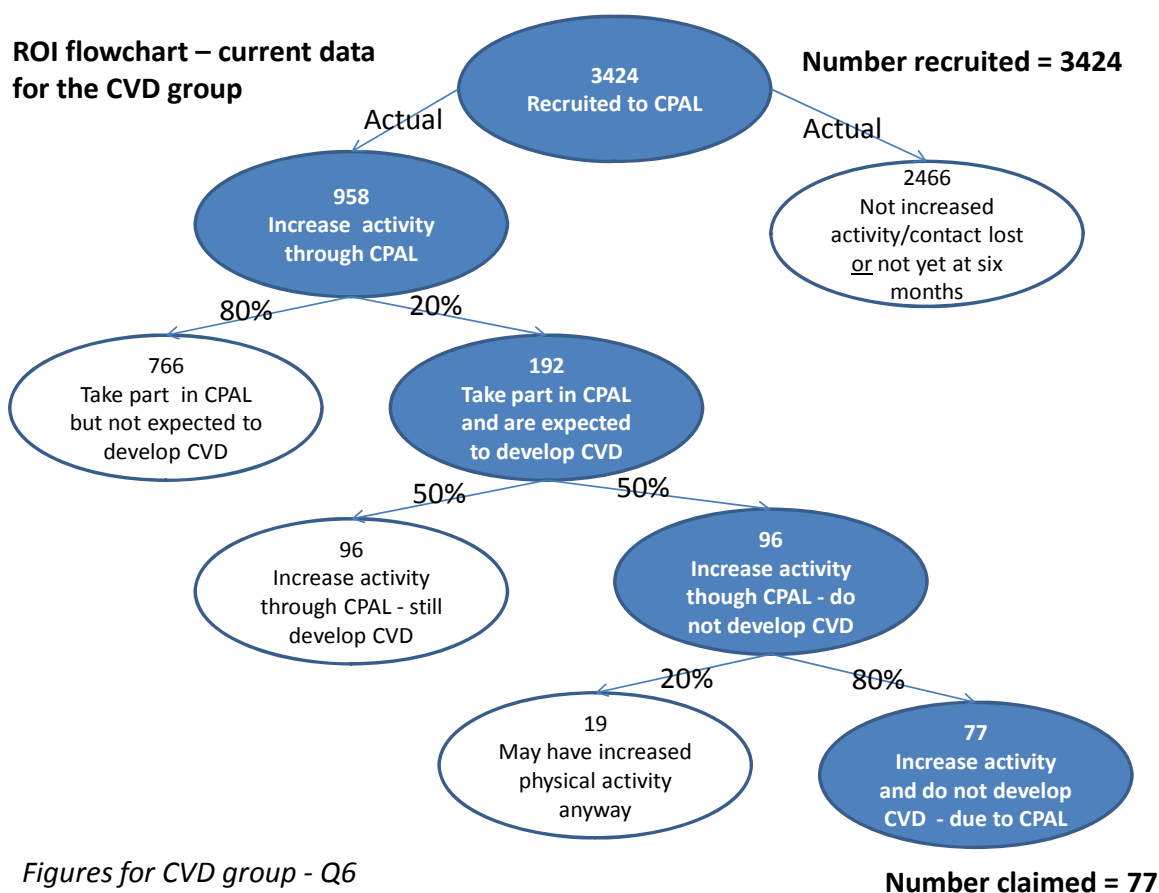 ROI flowchart – current data
for the CVD group
3424
Recruited to CPAL
Number recruited = 3424
Actual
Actual
958
Increase activity
through CPAL
2466
Not increased
activity/contact lost
or not yet at six
months
80%
20%
766
Take part in CPAL
but not expected to
develop CVD
192
Take part in CPAL
and are expected
to develop CVD
50%
50%
96
Increase activity
through CPAL - still
develop CVD
96
Increase activity
though CPAL - do
not develop CVD
20%
80%
19
May have increased
physical activity
anyway
77
Increase activity
and do not develop
CVD - due to CPAL
Figures for CVD group - Q6
Number claimed = 77